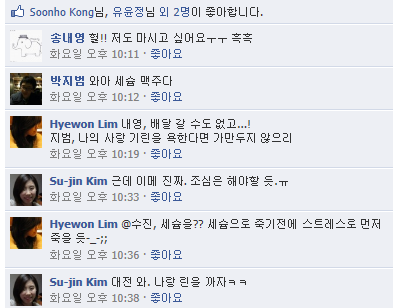 Soonho Kong님, 유윤정님 외 2명이 좋아합니다.
송내영 헐!! 저도 마시고 싶어요ㅜㅜ 흑흑
화요일 오후 10:11 · 좋아요
박지범 와아 세슘 맥주다
화요일 오후 10:12 · 좋아요
Hyewon Lim 내영, 배달 갈 수도 없고...!
지범, 나의 사랑 기린을 욕한다면 가만두지 않으리
화요일 오후 10:19 · 좋아요
Su-jin Kim 근데 이메 진짜. 조심은 해야할 듯.ㅠ
화요일 오후 10:33 · 좋아요
Hyewon Lim @수진, 세슘을?? 세슘으로 죽기전에 스트레스로 먼저
죽을 듯-_-;;
화요일 오후 10:36 · 좋아요
Su-jin Kim 대전 와. 나랑 린을 까자ㅋㅋ
화요일 오후 10:38 · 좋아요